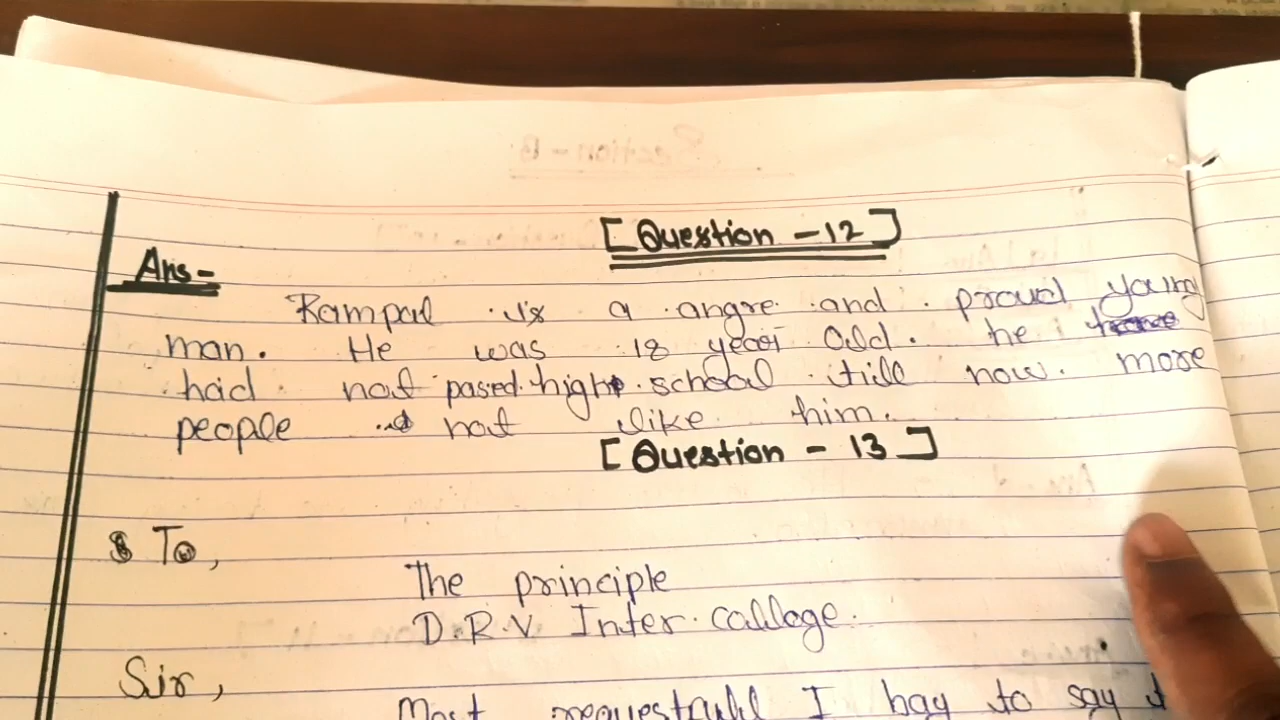 [Question - 12]
Ans-
Rampal is a angre and proud young
man. He was 18 year old. he
had not pased high school till now. more
people not like him.
[Question - 13]
To,
The principle
D.R.V. Inter. callage.
Sir,
Most I hay to say